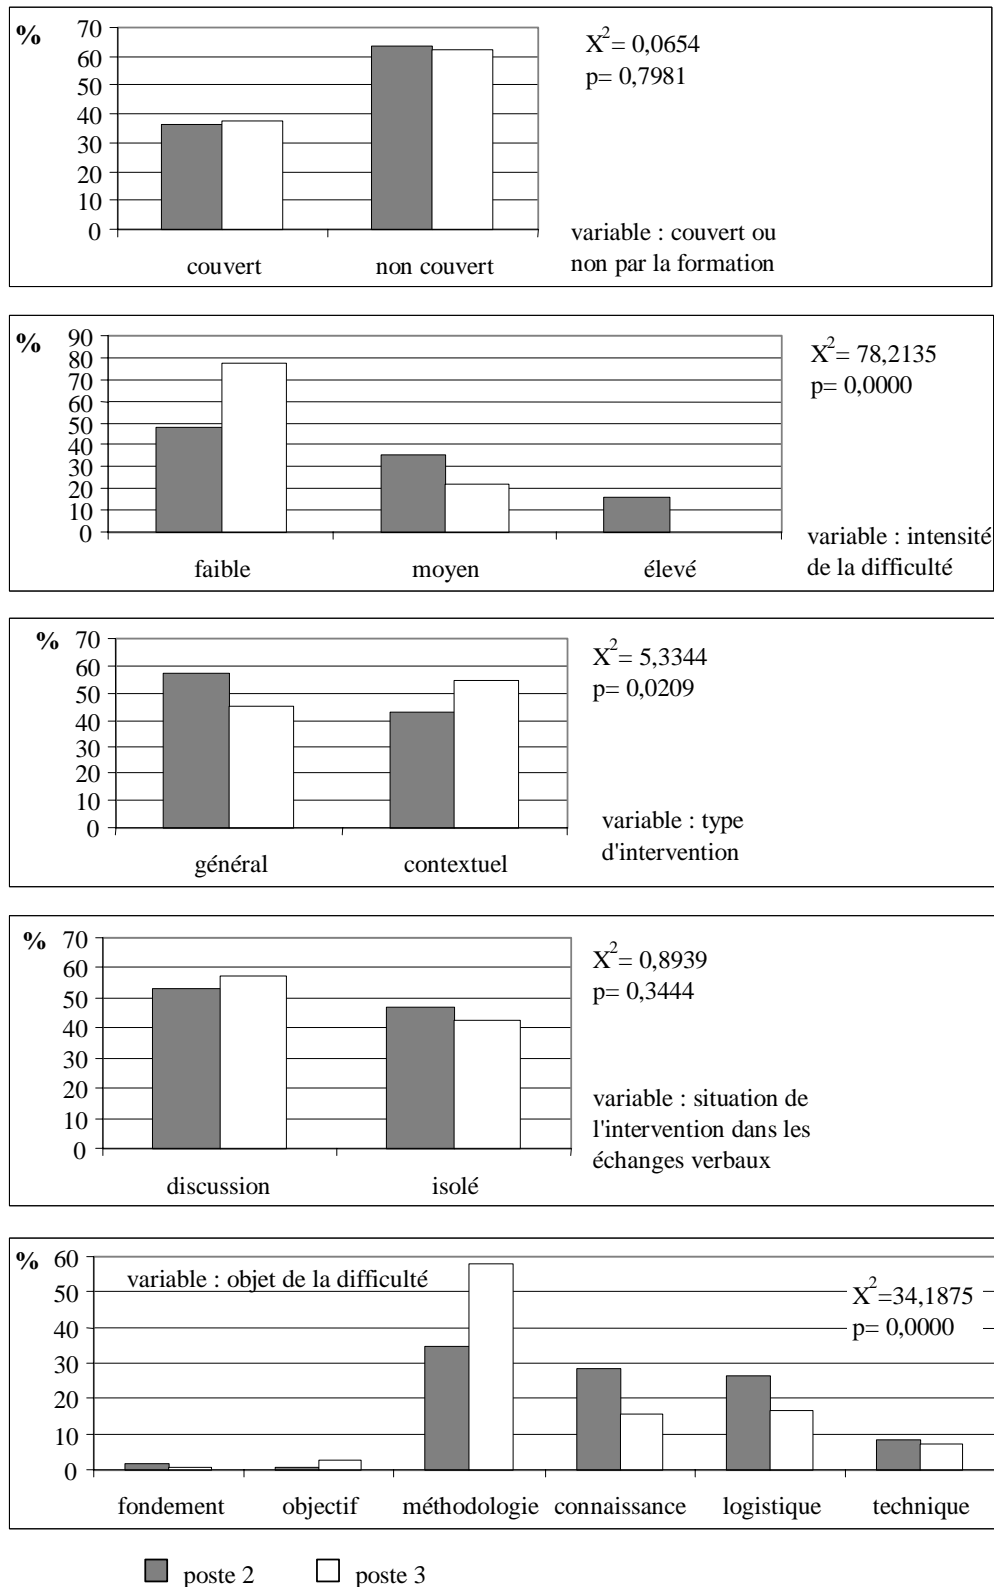 %
70
60
50
40
30
20
10
0
couvert non couvert
X²= 0,0654
p= 0,7981
variable : couvert ou
non par la formation
%
90
80
70
60
50
40
30
20
10
0
faible moyen élevé
X²= 78,2135
p= 0,0000
variable : intensité
de la difficulté
%
70
60
50
40
30
20
10
0
général contextuel
X²= 5,3344
p= 0,0209
variable : type
d'intervention
%
70
60
50
40
30
20
10
0
discussion isolé
X²= 0,8939
p= 0,3444
variable : situation de
l'intervention dans les
échanges verbaux
%
60
50
40
30
20
10
0
variable : objet de la difficulté
X²=34,1875
p= 0,0000
fondement objectif méthodologie connaissance logistique technique
poste 2 poste 3